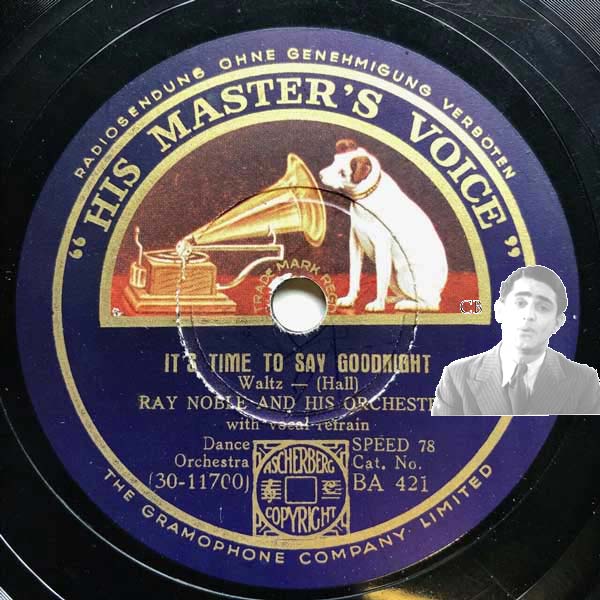 RADIOSENDUNG OHNE GENEHMIGUNG VERBOTEN
"HIS MASTER'S VOICE"
TRADE MARK REG
CB
IT'S TIME TO SAY GOODNIGHT
Waltz — (Hall)
RAY NOBLE AND HIS ORCHESTR
with Vocal refrain
Dance Orchestra
(30-11700)
ASCHERBERG
COPYRIGHT
SPEED 78
Cat. No.
BA 421
THE GRAMOPHONE COMPANY. LIMITED